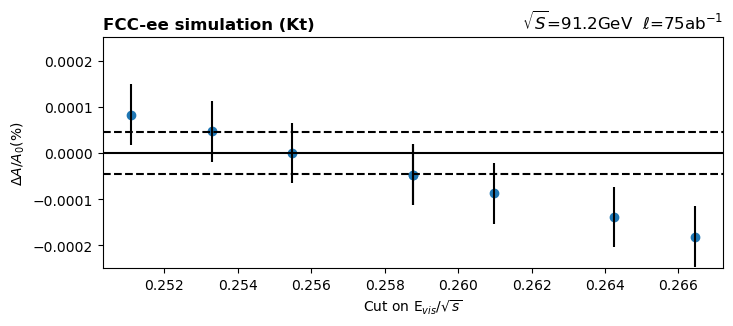 FCC-ee simulation (Kt)
√S=91.2GeV ℓ=75ab⁻¹
0.0002
0.0001
0.0000
−0.0001
−0.0002
ΔA/A₀(%)
0.252 0.254 0.256 0.258 0.260 0.262 0.264 0.266
Cut on E_vis/√s